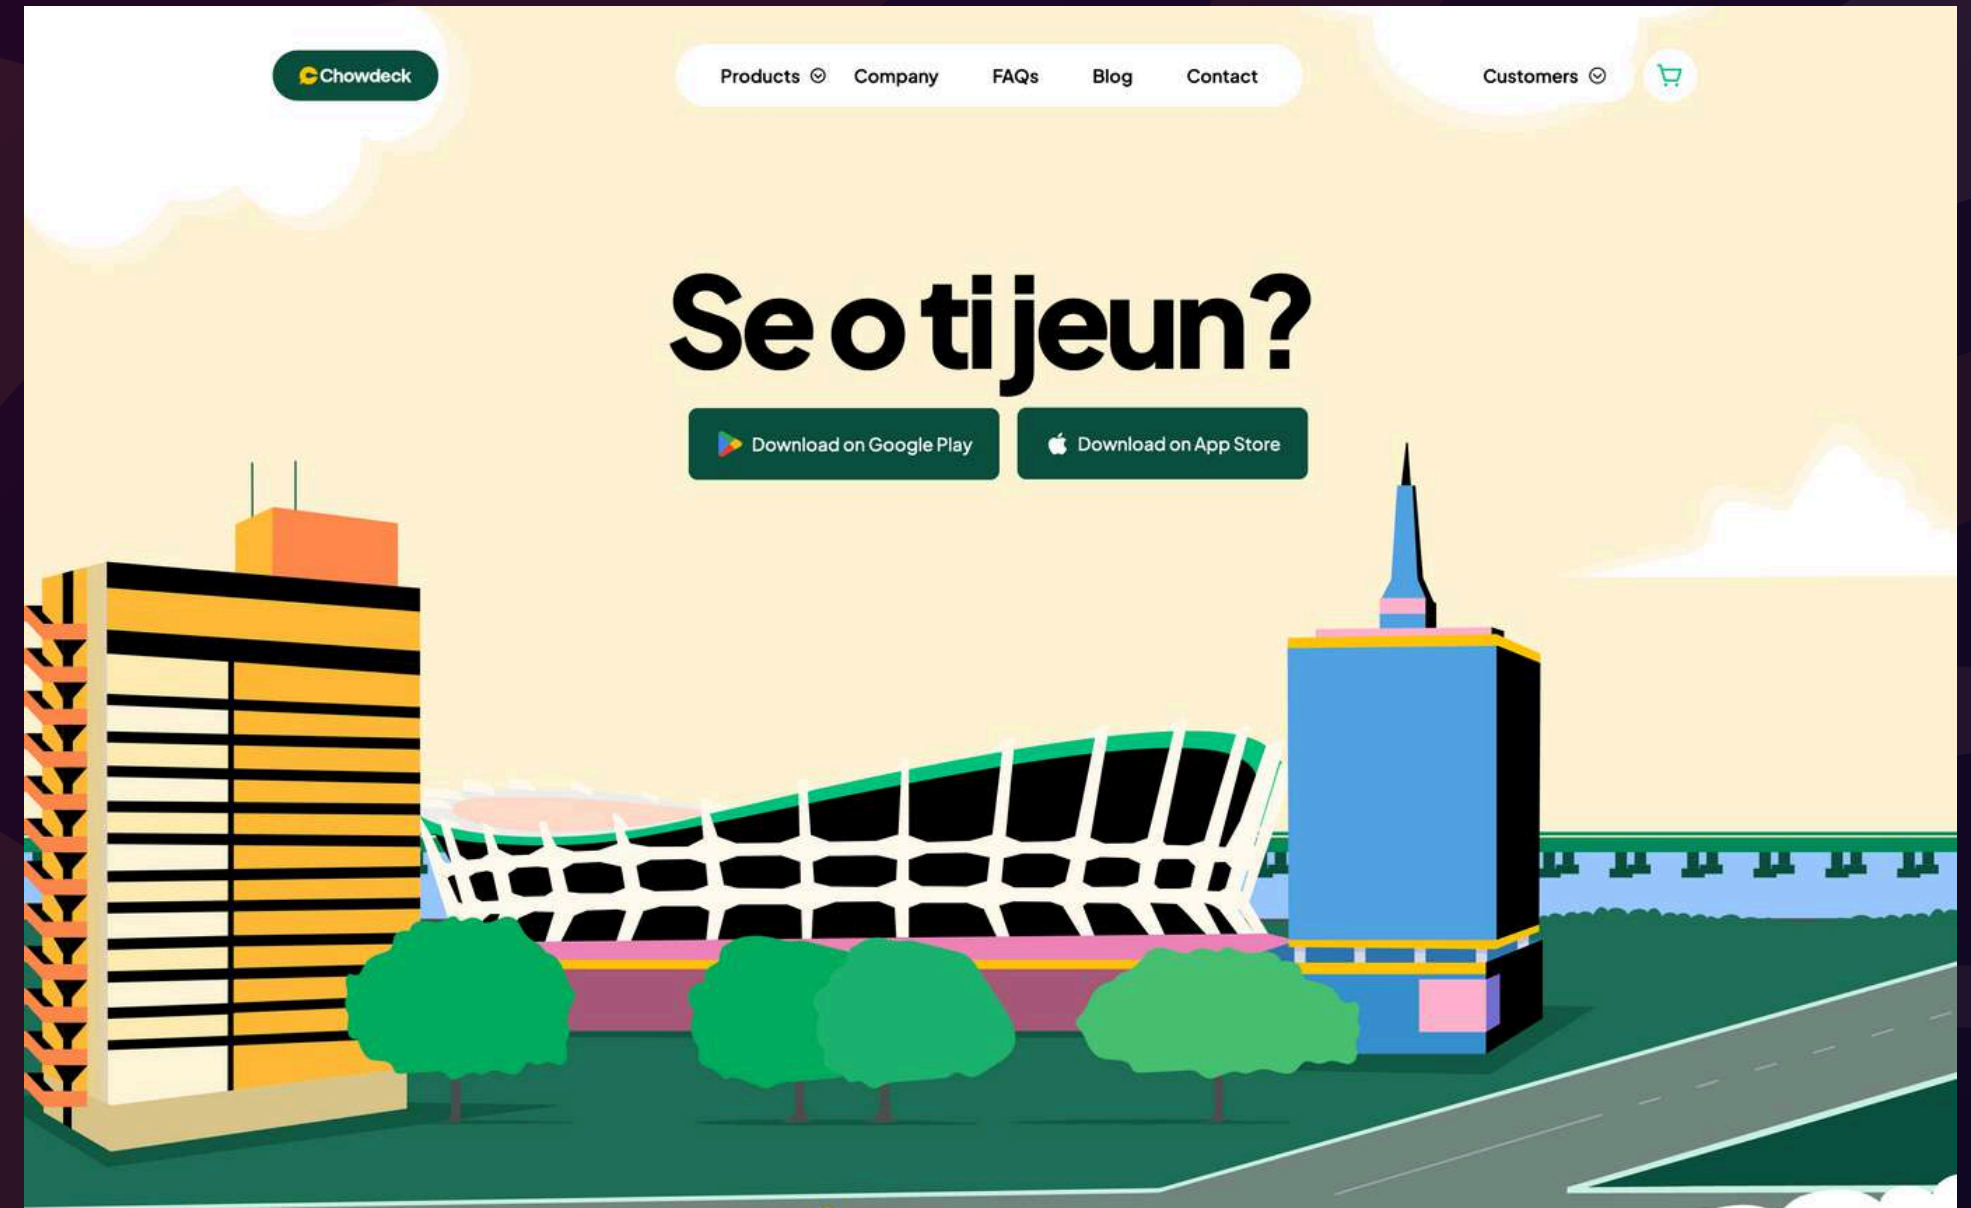 Chowdeck
Products Company FAQs Blog Contact
Customers
Se o ti jeun?
Download on Google Play
Download on App Store